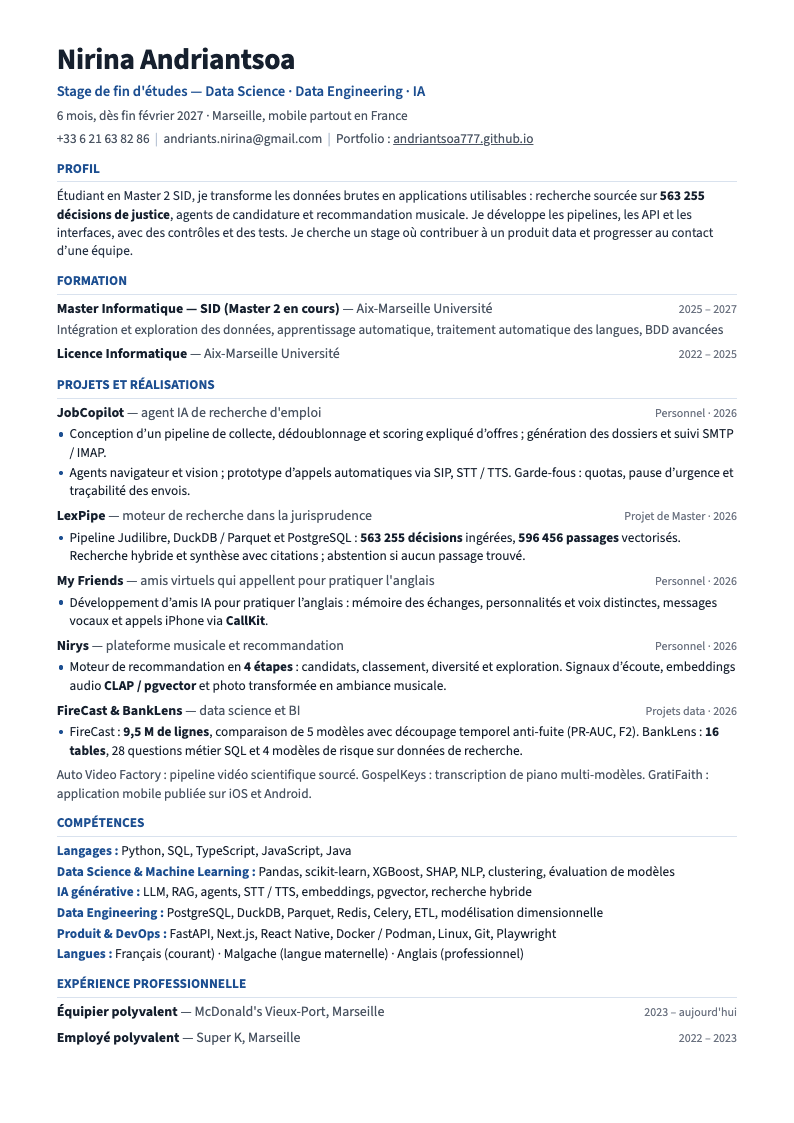 Nirina Andriantsoa
Stage de fin d'études — Data Science · Data Engineering · IA
6 mois, dès fin février 2027 · Marseille, mobile partout en France
+33 6 21 63 82 86 | andriants.nirina@gmail.com | Portfolio : andriantsoa777.github.io
PROFIL
Étudiant en Master 2 SID, je transforme les données brutes en applications utilisables : recherche sourcée sur 563 255
décisions de justice, agents de candidature et recommandation musicale. Je développe les pipelines, les API et les
interfaces, avec des contrôles et des tests. Je cherche un stage où contribuer à un produit data et progresser au contact
d’une équipe.
FORMATION
Master Informatique — SID (Master 2 en cours) — Aix-Marseille Université 2025 – 2027
Intégration et exploration des données, apprentissage automatique, traitement automatique des langues, BDD avancées
Licence Informatique — Aix-Marseille Université 2022 – 2025
PROJETS ET RÉALISATIONS
JobCopilot — agent IA de recherche d'emploi Personnel · 2026
• Conception d’un pipeline de collecte, dédoublonnage et scoring expliqué d’offres ; génération des dossiers et suivi SMTP
/ IMAP.
• Agents navigateur et vision ; prototype d’appels automatiques via SIP, STT / TTS. Garde-fous : quotas, pause d’urgence et
traçabilité des envois.
LexPipe — moteur de recherche dans la jurisprudence Projet de Master · 2026
• Pipeline Judilibre, DuckDB / Parquet et PostgreSQL : 563 255 décisions ingérées, 596 456 passages vectorisés.
Recherche hybride et synthèse avec citations ; abstention si aucun passage trouvé.
My Friends — amis virtuels qui appellent pour pratiquer l'anglais Personnel · 2026
• Développement d’amis IA pour pratiquer l’anglais : mémoire des échanges, personnalités et voix distinctes, messages
vocaux et appels iPhone via CallKit.
Nirys — plateforme musicale et recommandation Personnel · 2026
• Moteur de recommandation en 4 étapes : candidats, classement, diversité et exploration. Signaux d’écoute, embeddings
audio CLAP / pgvector et photo transformée en ambiance musicale.
FireCast & BankLens — data science et BI Projets data · 2026
• FireCast : 9,5 M de lignes, comparaison de 5 modèles avec découpage temporel anti-fuite (PR-AUC, F2). BankLens : 16
tables, 28 questions métier SQL et 4 modèles de risque sur données de recherche.
Auto Video Factory : pipeline vidéo scientifique sourcé. GospelKeys : transcription de piano multi-modèles. GratiFaith :
application mobile publiée sur iOS et Android.
COMPÉTENCES
Langages : Python, SQL, TypeScript, JavaScript, Java
Data Science & Machine Learning : Pandas, scikit-learn, XGBoost, SHAP, NLP, clustering, évaluation de modèles
IA générative : LLM, RAG, agents, STT / TTS, embeddings, pgvector, recherche hybride
Data Engineering : PostgreSQL, DuckDB, Parquet, Redis, Celery, ETL, modélisation dimensionnelle
Produit & DevOps : FastAPI, Next.js, React Native, Docker / Podman, Linux, Git, Playwright
Langues : Français (courant) · Malgache (langue maternelle) · Anglais (professionnel)
EXPÉRIENCE PROFESSIONNELLE
Équipier polyvalent — McDonald's Vieux-Port, Marseille 2023 – aujourd'hui
Employé polyvalent — Super K, Marseille 2022 – 2023